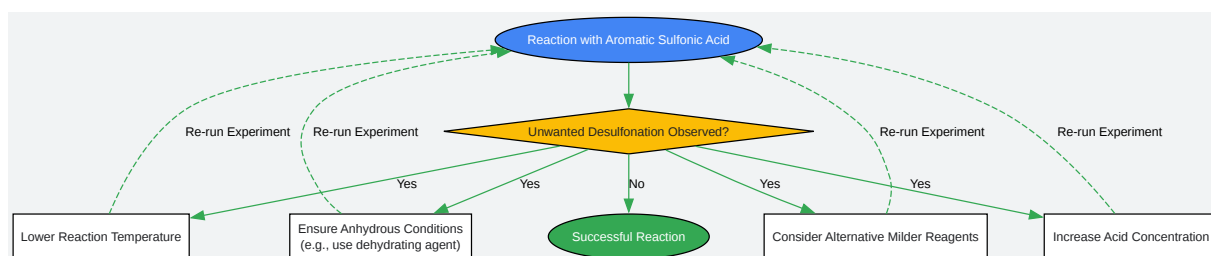 Reaction with Aromatic Sulfonic Acid
Unwanted Desulfonation Observed?
Re-run Experiment
Re-run Experiment
Re-run Experiment
Re-run Experiment
Yes
Yes
No
Yes
Yes
Lower Reaction Temperature
Ensure Anhydrous Conditions
(e.g., use dehydrating agent)
Successful Reaction
Consider Alternative Milder Reagents
Increase Acid Concentration